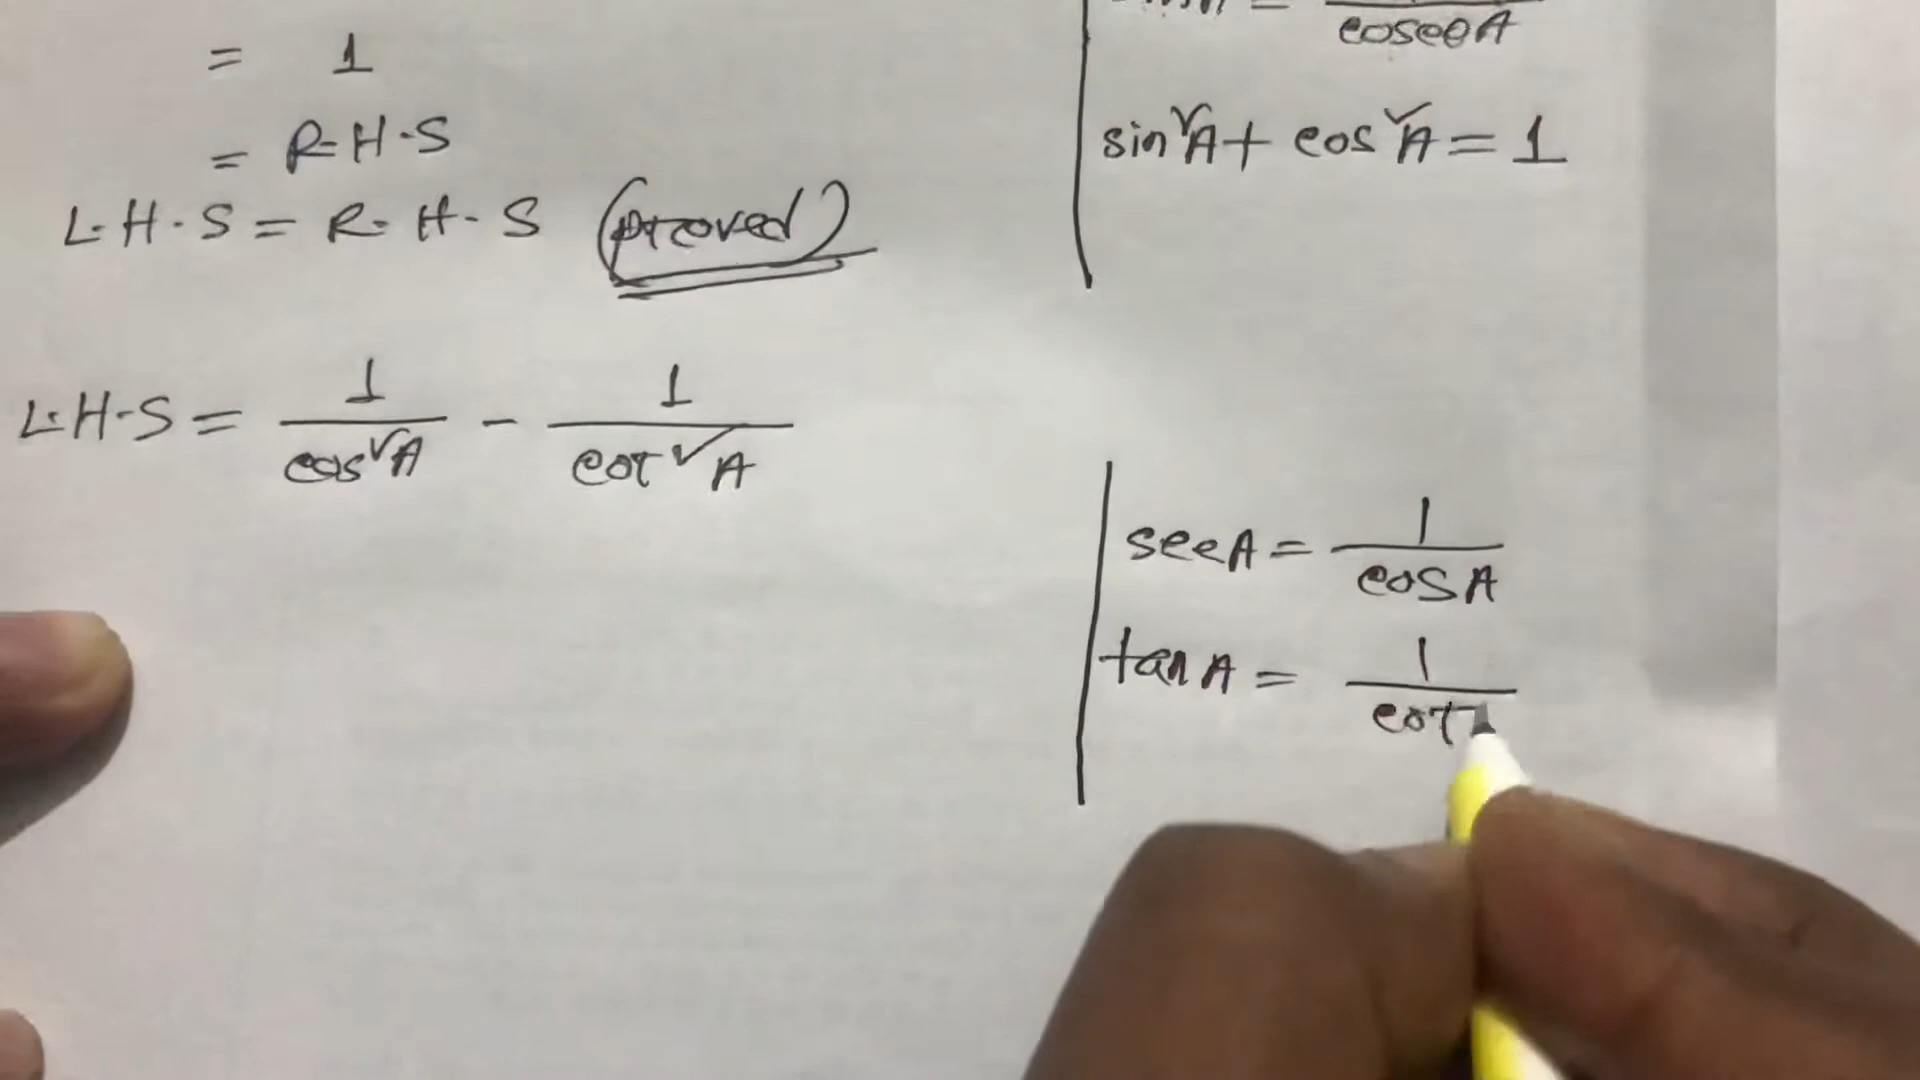 = 1
= R.H.S
L.H.S = R.H.S (proved)
cosecA
sin²A + cos²A = 1
L.H.S = 1/cos²A - 1/cot²A
secA = 1/cosA
tanA = 1/cot